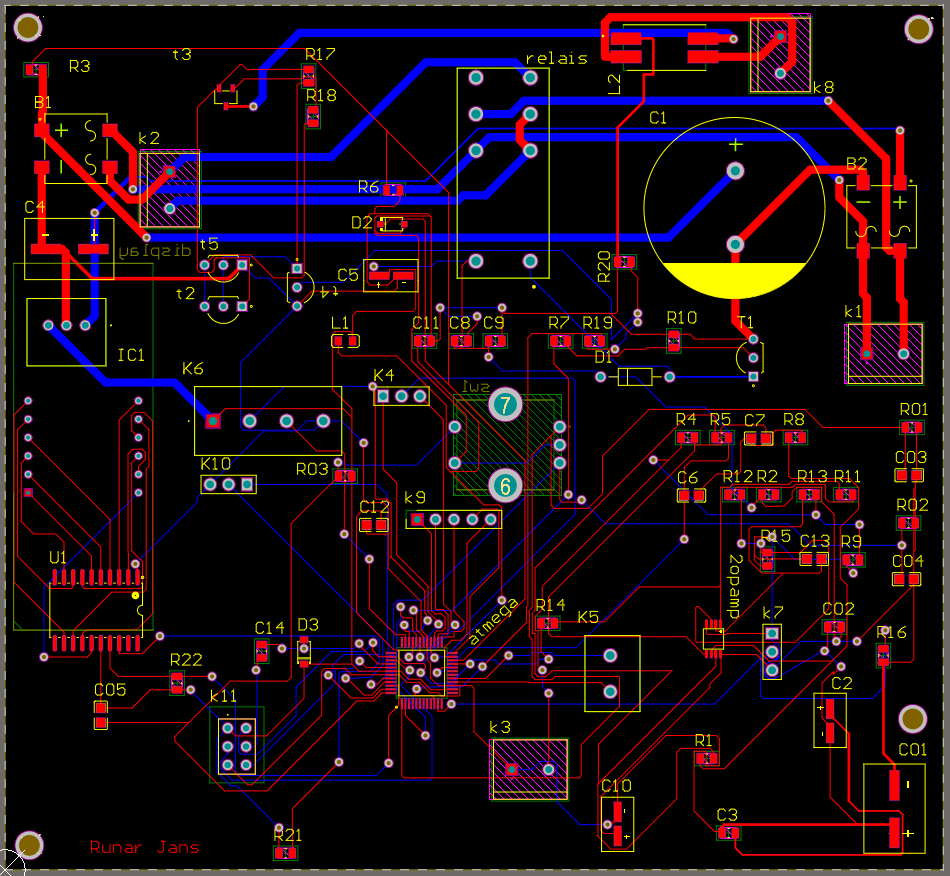 t3
R17
R3
R18
relais
L2
k8
B1
+
k2
C1
+
R6
B2
D2
C4
display
t5
C5
t4
R20
t2
k1
L1
C11
C8
C9
R7
R19
R10
T1
IC1
D1
K6
K4
sw1
7
R4
R5
C7
R8
R01
K10
R03
C03
6
C6
R12
R2
R13
R11
k9
C12
R02
R15
C13
R9
C04
U1
2opamp
atmega
R14
K5
k7
C02
C14
D3
R16
R22
C05
k11
C2
k3
R1
C01
C10
C3
R21
Runar Jans